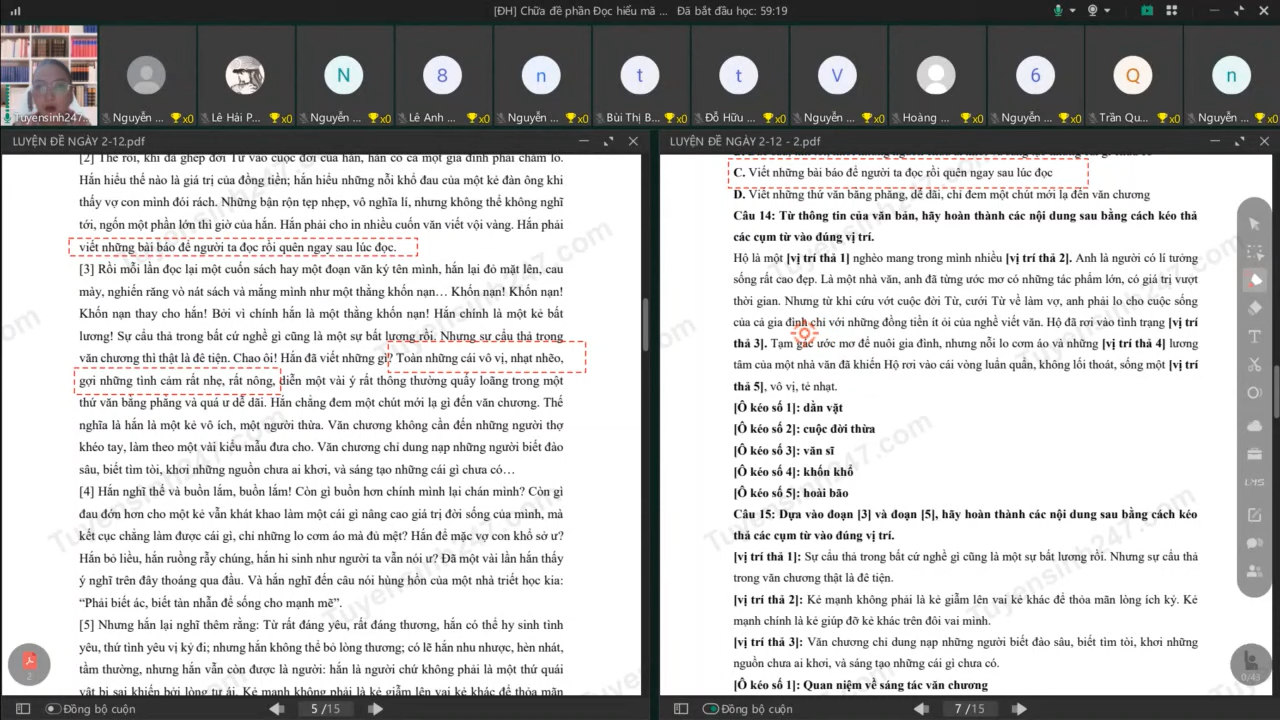 [ĐH] Chữa đề phần Đọc hiểu mã ... Đã bắt đầu học: 59:19
Tuyensinh247...
Nguyễn ... x0
Lê Hải P... x0
N
Nguyễn ... x0
8
Lê Anh ... x0
n
Nguyễn ... x0
t
Bùi Thị B... x0
t
Đỗ Hữu ... x0
V
Nguyễn ... x0
Hoàng ... x0
6
Nguyễn ... x0
Q
Trần Qu... x0
n
Nguyễn ...
LUYỆN ĐỀ NGÀY 2-12.pdf
[2] Thế rồi, khi đã ghép đời Từ vào cuộc đời của hắn, hắn có cả một gia đình phải chăm lo.
Hắn hiểu thế nào là giá trị của đồng tiền; hắn hiểu những nỗi khổ đau của một kẻ đàn ông khi
thấy vợ con mình đói rách. Những bận rộn tẹp nhẹp, vô nghĩa lí, nhưng không thể không nghĩ
tới, ngốn một phần lớn thì giờ của hắn. Hắn phải cho in nhiều cuốn văn viết vội vàng. Hắn phải
viết những bài báo để người ta đọc rồi quên ngay sau lúc đọc.
[3] Rồi mỗi lần đọc lại một cuốn sách hay một đoạn văn ký tên mình, hắn lại đỏ mặt lên, cau
mày, nghiến răng vò nát sách và mắng mình như một thằng khốn nạn… Khốn nạn! Khốn nạn!
Khốn nạn thay cho hắn! Bởi vì chính hắn là một thằng khốn nạn! Hắn chính là một kẻ bất
lương! Sự cẩu thả trong bất cứ nghề gì cũng là một sự bất lương rồi. Nhưng sự cẩu thả trong
văn chương thì thật là đê tiện. Chao ôi! Hắn đã viết những gì? Toàn những cái vô vị, nhạt nhẽo,
gợi những tình cảm rất nhẹ, rất nông, diễn một vài ý rất thông thường quấy loãng trong một
thứ văn bằng phẳng và quá ư dễ dãi. Hắn chẳng đem một chút mới lạ gì đến văn chương. Thế
nghĩa là hắn là một kẻ vô ích, một người thừa. Văn chương không cần đến những người thợ
khéo tay, làm theo một vài kiểu mẫu đưa cho. Văn chương chỉ dung nạp những người biết đào
sâu, biết tìm tòi, khơi những nguồn chưa ai khơi, và sáng tạo những cái gì chưa có…
[4] Hắn nghĩ thế và buồn lắm, buồn lắm! Còn gì buồn hơn chính mình lại chán mình? Còn gì
đau đớn hơn cho một kẻ vẫn khát khao làm một cái gì nâng cao giá trị đời sống của mình, mà
kết cục chẳng làm được cái gì, chỉ những lo cơm áo mà đủ mệt? Hắn để mặc vợ con khổ sở ư?
Hắn bỏ liều, hắn ruồng rẫy chúng, hắn hi sinh như người ta vẫn nói ư? Đã một vài lần hắn thấy
ý nghĩ trên đây thoáng qua đầu. Và hắn nghĩ đến câu nói hùng hồn của một nhà triết học kia:
“Phải biết ác, biết tàn nhẫn để sống cho mạnh mẽ”.
[5] Nhưng hắn lại nghĩ thêm rằng: Từ rất đáng yêu, rất đáng thương, hắn có thể hy sinh tình
yêu, thứ tình yêu vị kỷ đi; nhưng hắn không thể bỏ lòng thương; có lẽ hắn nhu nhược, hèn nhát,
tầm thường, nhưng hắn vẫn còn được là người: hắn là người chứ không phải là một thứ quái
vật bị sai khiến bởi lòng tự ái. Kẻ mạnh không phải là kẻ giẫm lên vai kẻ khác để thỏa mãn
2
Đồng bộ cuộn
5 /15
LUYỆN ĐỀ NGÀY 2-12 - 2.pdf
C. Viết những bài báo để người ta đọc rồi quên ngay sau lúc đọc
D. Viết những thứ văn bằng phẳng, dễ dãi, chỉ đem một chút mới lạ đến văn chương
Câu 14: Từ thông tin của văn bản, hãy hoàn thành các nội dung sau bằng cách kéo thả
các cụm từ vào đúng vị trí.
Hộ là một [vị trí thả 1] nghèo mang trong mình nhiều [vị trí thả 2]. Anh là người có lí tưởng
sống rất cao đẹp. Là một nhà văn, anh đã từng ước mơ có những tác phẩm lớn, có giá trị vượt
thời gian. Nhưng từ khi cứu vớt cuộc đời Từ, cưới Từ về làm vợ, anh phải lo cho cuộc sống
của cả gia đình chỉ với những đồng tiền ít ỏi của nghề viết văn. Hộ đã rơi vào tình trạng [vị trí
thả 3]. Tạm gác ước mơ để nuôi gia đình, nhưng nỗi lo cơm áo và những [vị trí thả 4] lương
tâm của một nhà văn đã khiến Hộ rơi vào cái vòng luẩn quẩn, không lối thoát, sống một [vị trí
thả 5], vô vị, tẻ nhạt.
[Ô kéo số 1]: dằn vặt
[Ô kéo số 2]: cuộc đời thừa
[Ô kéo số 3]: văn sĩ
[Ô kéo số 4]: khốn khổ
[Ô kéo số 5]: hoài bão
Câu 15: Dựa vào đoạn [3] và đoạn [5], hãy hoàn thành các nội dung sau bằng cách kéo
thả các cụm từ vào đúng vị trí.
[vị trí thả 1]: Sự cẩu thả trong bất cứ nghề gì cũng là một sự bất lương rồi. Nhưng sự cẩu thả
trong văn chương thật là đê tiện.
[vị trí thả 2]: Kẻ mạnh không phải là kẻ giẫm lên vai kẻ khác để thỏa mãn lòng ích kỷ. Kẻ
mạnh chính là kẻ giúp đỡ kẻ khác trên đôi vai mình.
[vị trí thả 3]: Văn chương chỉ dung nạp những người biết đào sâu, biết tìm tòi, khơi những
nguồn chưa ai khơi, và sáng tạo những cái gì chưa có.
[Ô kéo số 1]: Quan niệm về sáng tác văn chương
Tuyensinh247.com
LMS
0/43
Đồng bộ cuộn
7 /15